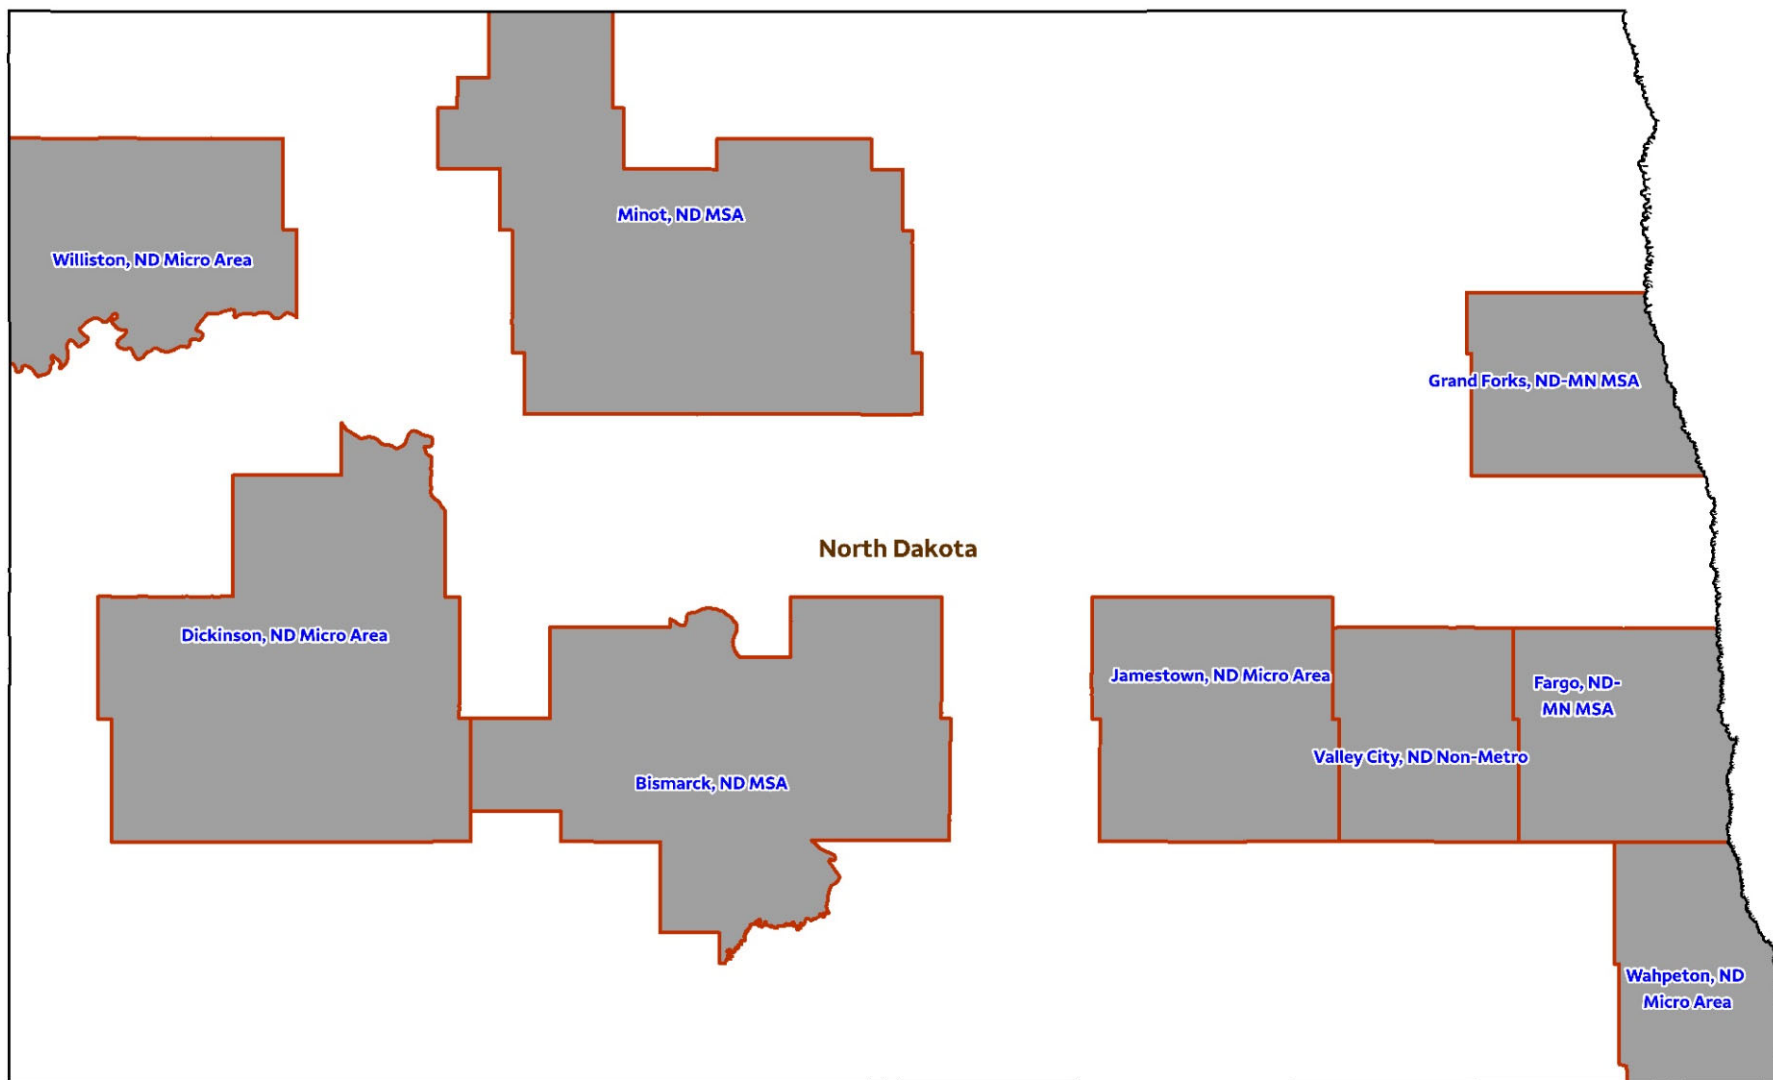 Minot, ND MSA
Williston, ND Micro Area
Grand Forks, ND-MN MSA
North Dakota
Dickinson, ND Micro Area
Jamestown, ND Micro Area
Fargo, ND-
MN MSA
Valley City, ND Non-Metro
Bismarck, ND MSA
Wahpeton, ND
Micro Area